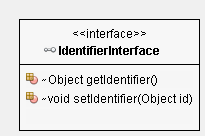 <<interface>>
IdentifierInterface
~Object getIdentifier()
~void setIdentifier(Object id)